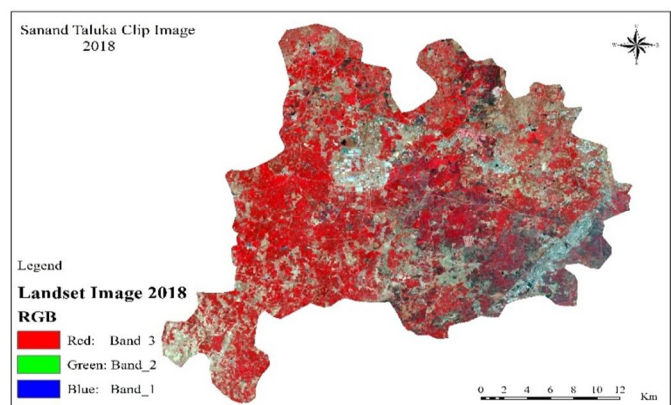 Sanand Taluka Clip Image
2018
N
Legend
Landset Image 2018
RGB
Red: Band_3
Green: Band_2
Blue: Band_1
0 2 4 6 8 10 12
Km